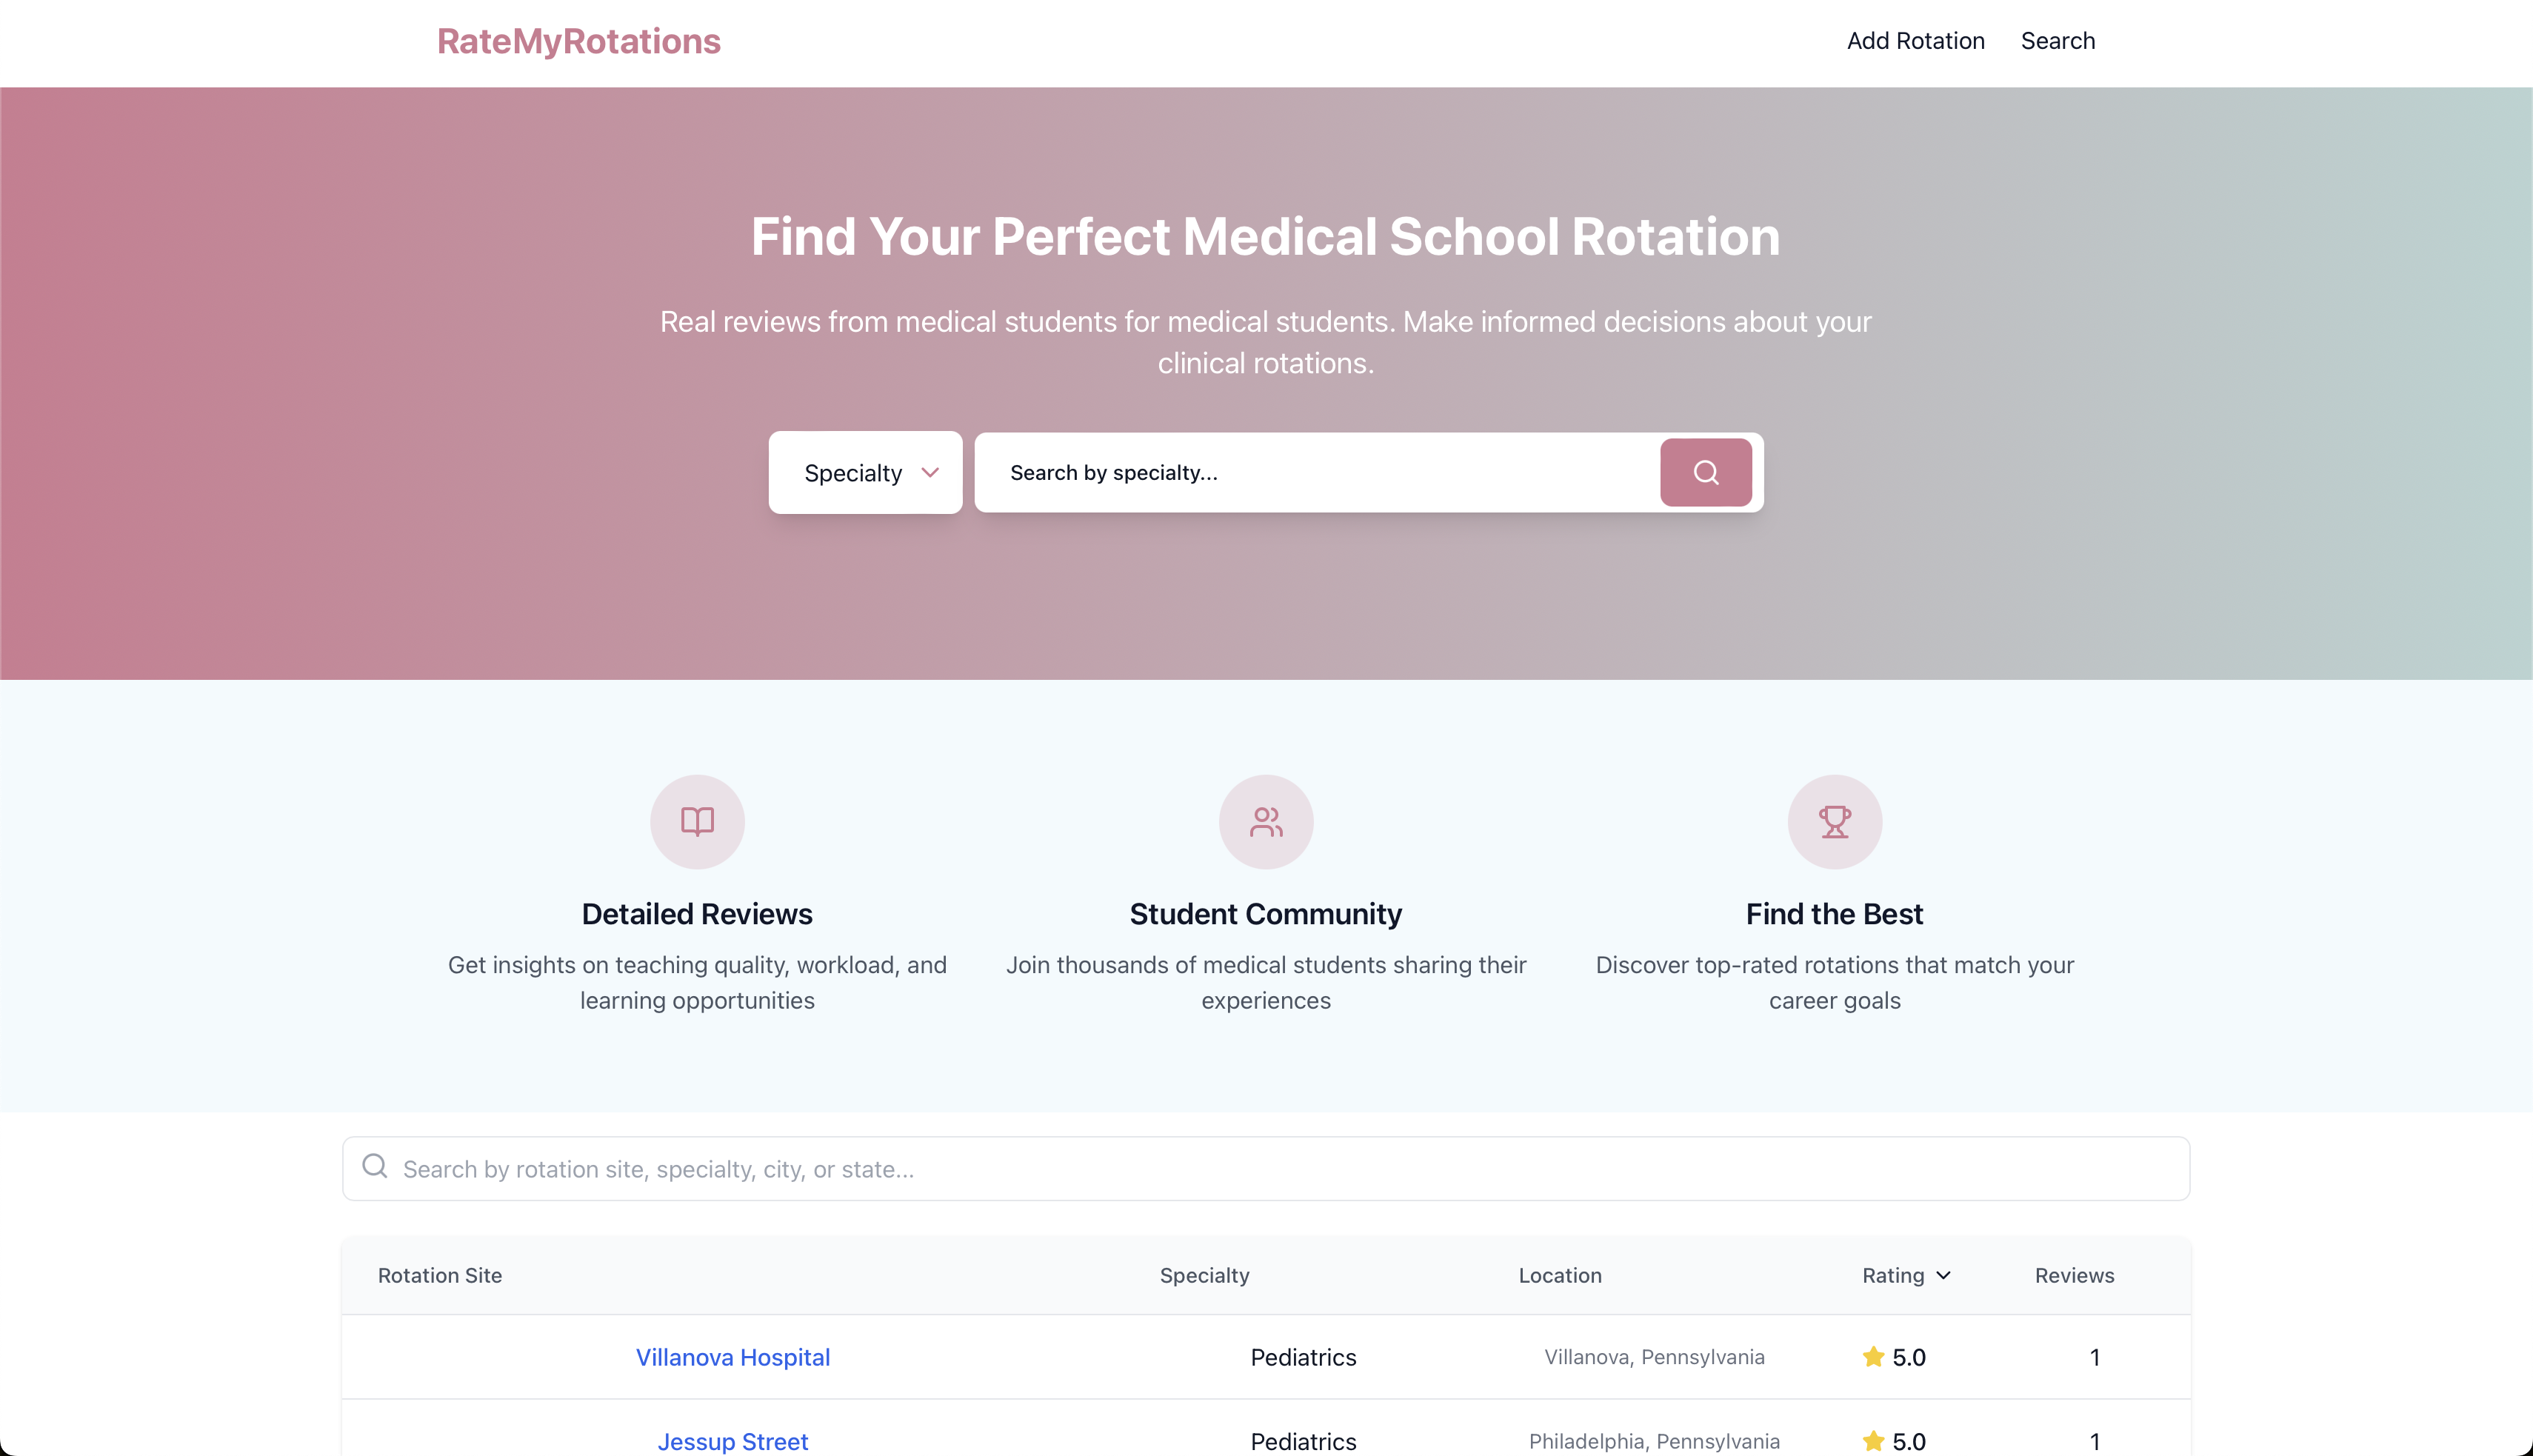 RateMyRotations
Add Rotation
Search
Find Your Perfect Medical School Rotation
Real reviews from medical students for medical students. Make informed decisions about your
clinical rotations.
Specialty
Search by specialty...
Detailed Reviews
Get insights on teaching quality, workload, and
learning opportunities
Student Community
Join thousands of medical students sharing their
experiences
Find the Best
Discover top-rated rotations that match your
career goals
Search by rotation site, specialty, city, or state...
Rotation Site Specialty Location Rating Reviews
Villanova Hospital Pediatrics Villanova, Pennsylvania 5.0 1
Jessup Street Pediatrics Philadelphia, Pennsylvania 5.0 1